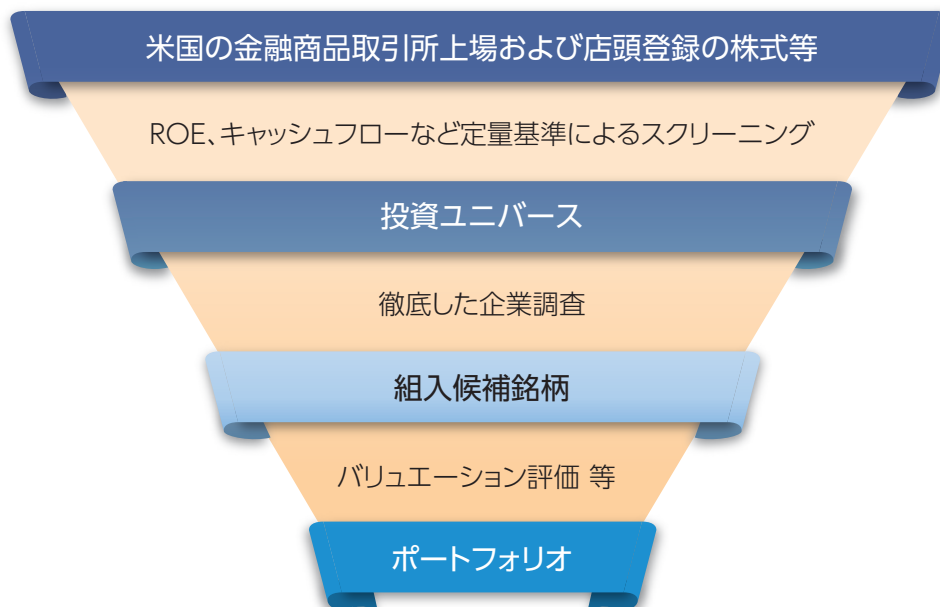 米国の金融商品取引所上場および店頭登録の株式等
ROE、キャッシュフローなど定量基準によるスクリーニング
投資ユニバース
徹底した企業調査
組入候補銘柄
バリュエーション評価 等
ポートフォリオ